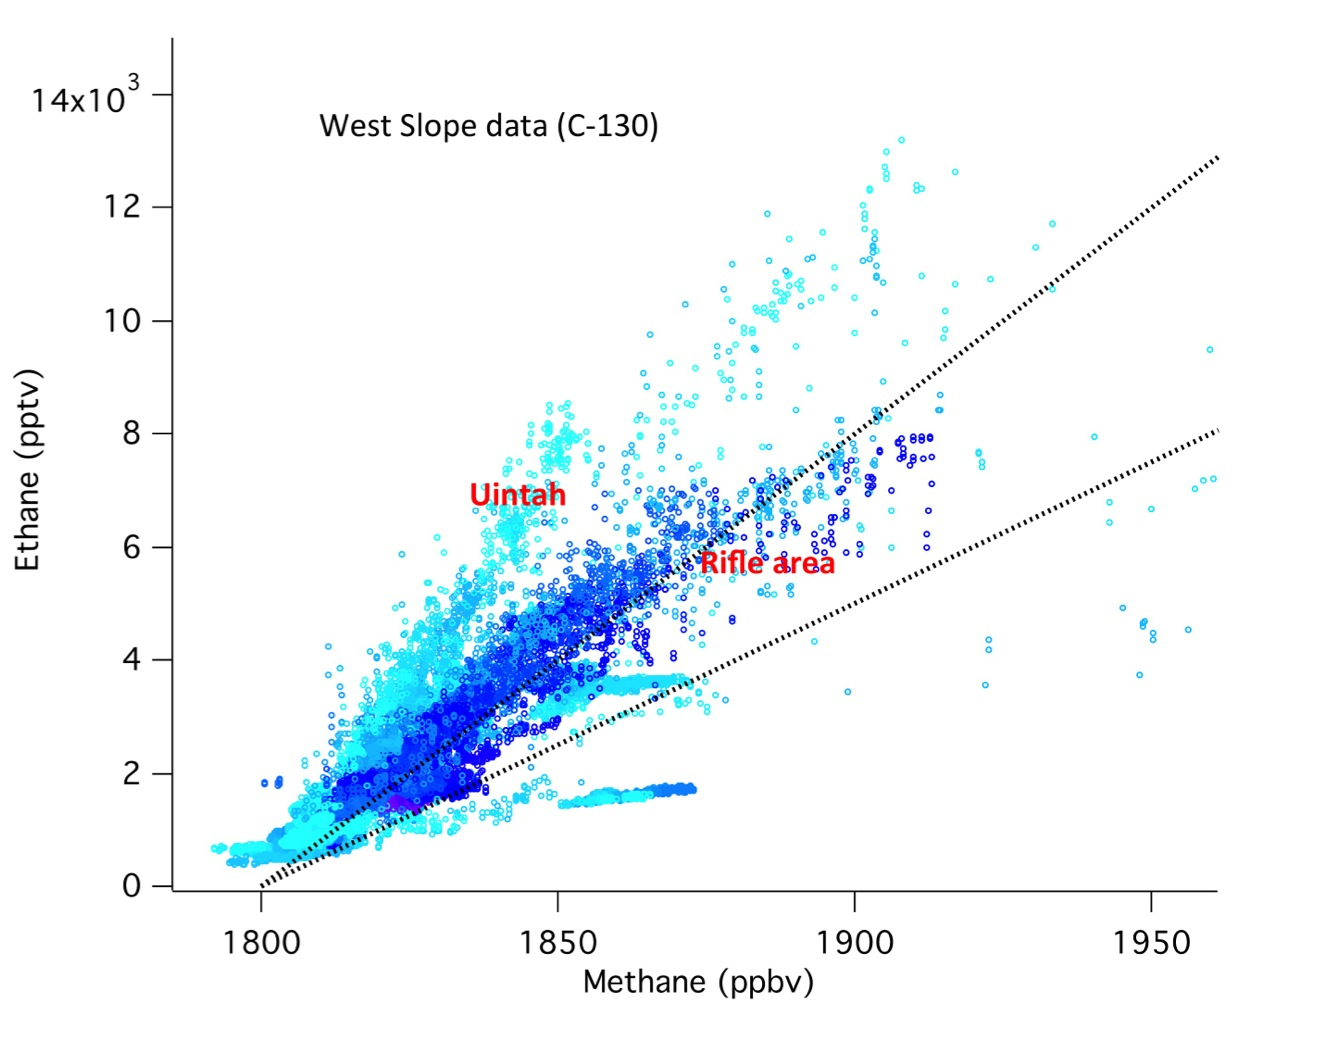 14x10³
West Slope data (C-130)
12
10
8
6
4
2
0
Ethane (pptv)
Uintah
Rifle area
1800
1850
1900
1950
Methane (ppbv)